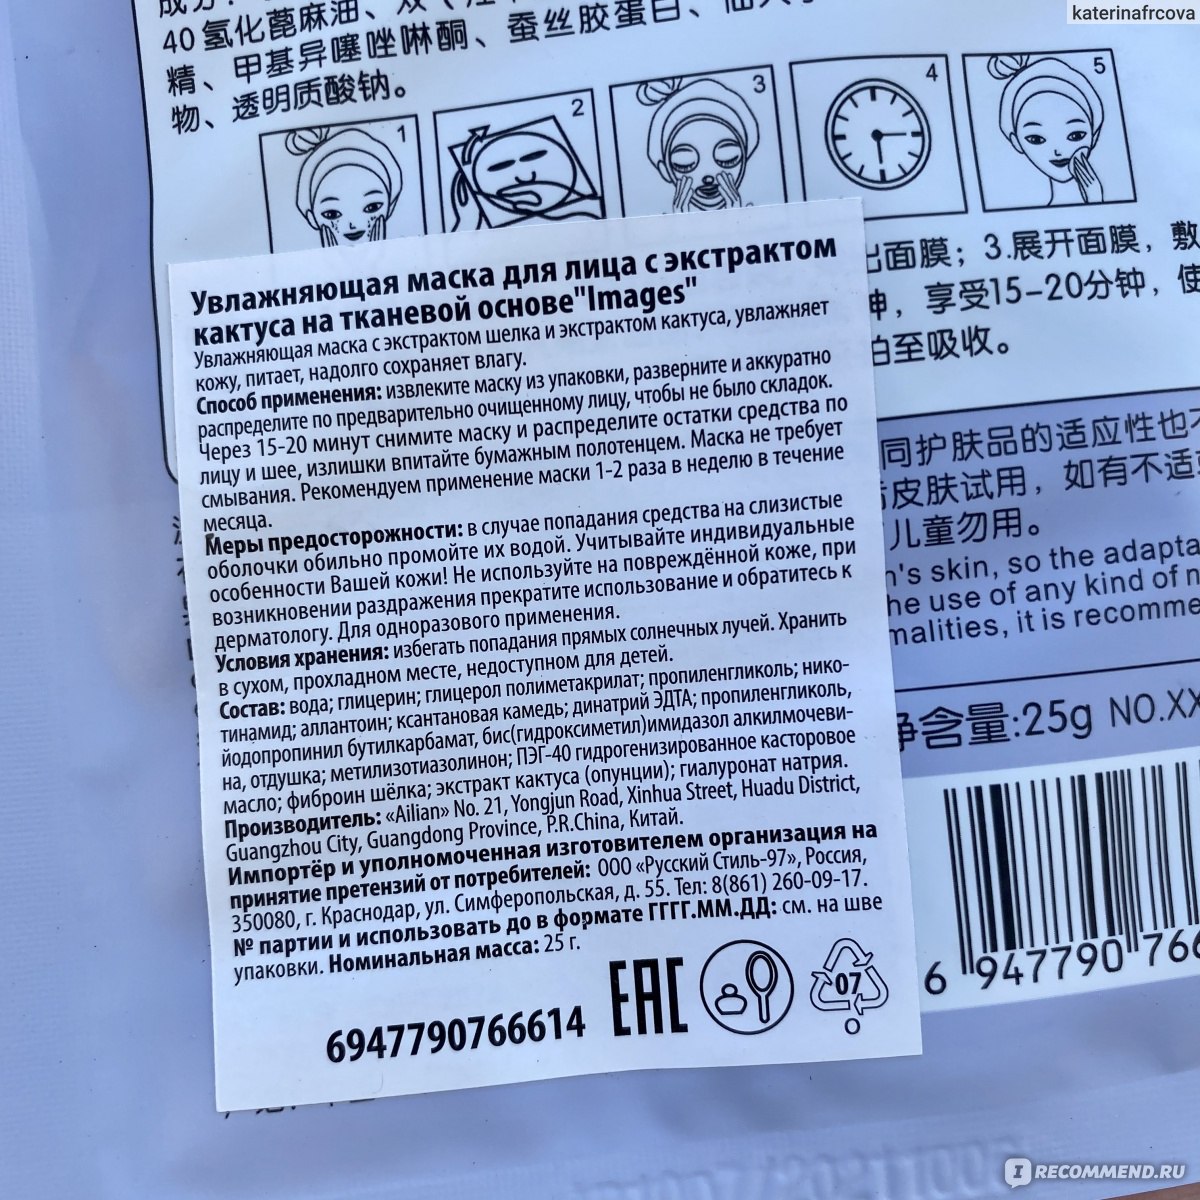 katerinafrcova
40氢化蓖麻油、双
精、甲基异噻唑啉酮、蚕丝胶蛋白、仙人
物、透明质酸钠。
1
2
3
4
5
出面膜；3.展开面膜，敷
神，享受15-20分钟，使
拍至吸收。
同护肤品的适应性也不
皮肤试用，如有不适
儿童勿用。
n's skin, so the adapta
he use of any kind of m
malities, it is recomme
净含量:25g NO.XX
6 947790 766
Увлажняющая маска для лица с экстрактом
кактуса на тканевой основе"Images"
Увлажняющая маска с экстрактом шелка и экстрактом кактуса, увлажняет
кожу, питает, надолго сохраняет влагу.
Способ применения: извлеките маску из упаковки, разверните и аккуратно
распределите по предварительно очищенному лицу, чтобы не было складок.
Через 15-20 минут снимите маску и распределите остатки средства по
лицу и шее, излишки впитайте бумажным полотенцем. Маска не требует
смывания. Рекомендуем применение маски 1-2 раза в неделю в течение
месяца.
Меры предосторожности: в случае попадания средства на слизистые
оболочки обильно промойте их водой. Учитывайте индивидуальные
особенности Вашей кожи! Не используйте на повреждённой коже, при
возникновении раздражения прекратите использование и обратитесь к
дерматологу. Для одноразового применения.
Условия хранения: избегать попадания прямых солнечных лучей. Хранить
в сухом, прохладном месте, недоступном для детей.
Состав: вода; глицерин; глицерол полиметакрилат; пропиленгликоль; нико-
тинамид; аллантоин; ксантановая камедь; динатрий ЭДТА; пропиленгликоль,
йодопропинил бутилкарбамат, бис(гидроксиметил)имидазол алкилмочеви-
на, отдушка; метилизотиазолинон; ПЭГ-40 гидрогенизированное касторовое
масло; фиброин шёлка; экстракт кактуса (опунции); гиалуронат натрия.
Производитель: «Ailian» No. 21, Yongjun Road, Xinhua Street, Huadu District,
Guangzhou City, Guangdong Province, P.R.China, Китай.
Импортёр и уполномоченная изготовителем организация на
принятие претензий от потребителей: ООО «Русский Стиль-97», Россия,
350080, г. Краснодар, ул. Симферопольская, д. 55. Тел: 8(861) 260-09-17.
№ партии и использовать до в формате ГГГГ.ММ.ДД: см. на шве
упаковки. Номинальная масса: 25 г.
6947790766614
EAC
07
O
I RECOMMEND.RU